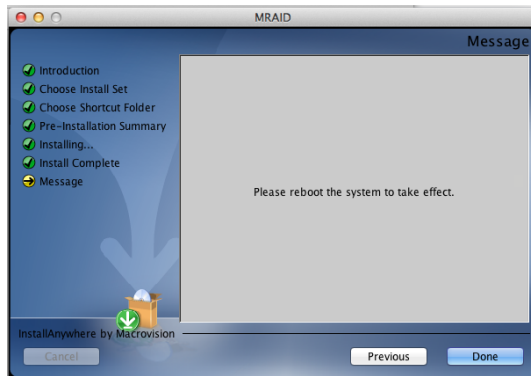 MRAID
Message
Introduction
Choose Install Set
Choose Shortcut Folder
Pre-Installation Summary
Installing...
Install Complete
Message
Please reboot the system to take effect.
InstallAnywhere by Macrovision
Cancel
Previous
Done